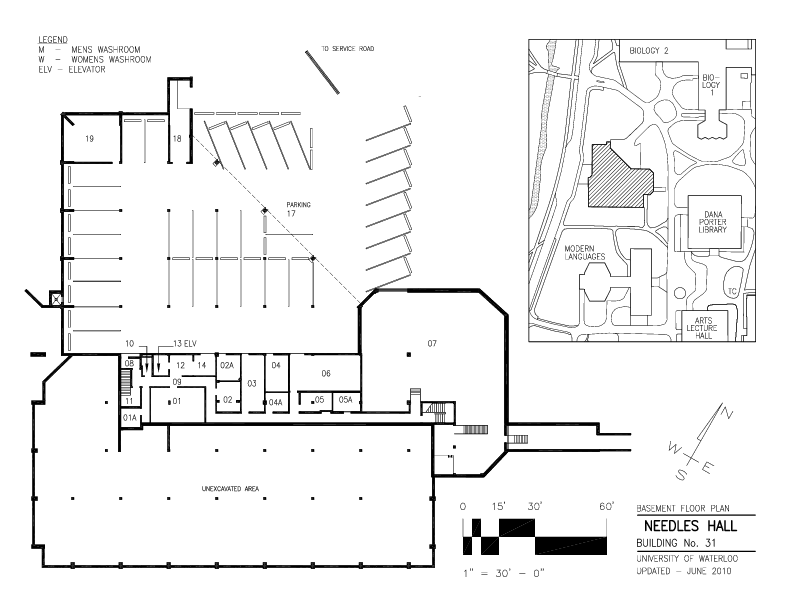 LEGEND
M – MENS WASHROOM
W – WOMENS WASHROOM
ELV – ELEVATOR
TO SERVICE ROAD
BIOLOGY 2
BIO-
LOGY
1
DANA
PORTER
LIBRARY
MODERN
LANGUAGES
TC
ARTS
LECTURE
HALL
19
18
PARKING
17
10
13 ELV
07
08
12
14
02A
04
06
09
03
11
01
02
04A
05
05A
01A
UNEXCAVATED AREA
N
W
E
S
0 15' 30' 60'
1" = 30' – 0"
BASEMENT FLOOR PLAN
NEEDLES HALL
BUILDING No. 31
UNIVERSITY OF WATERLOO
UPDATED – JUNE 2010